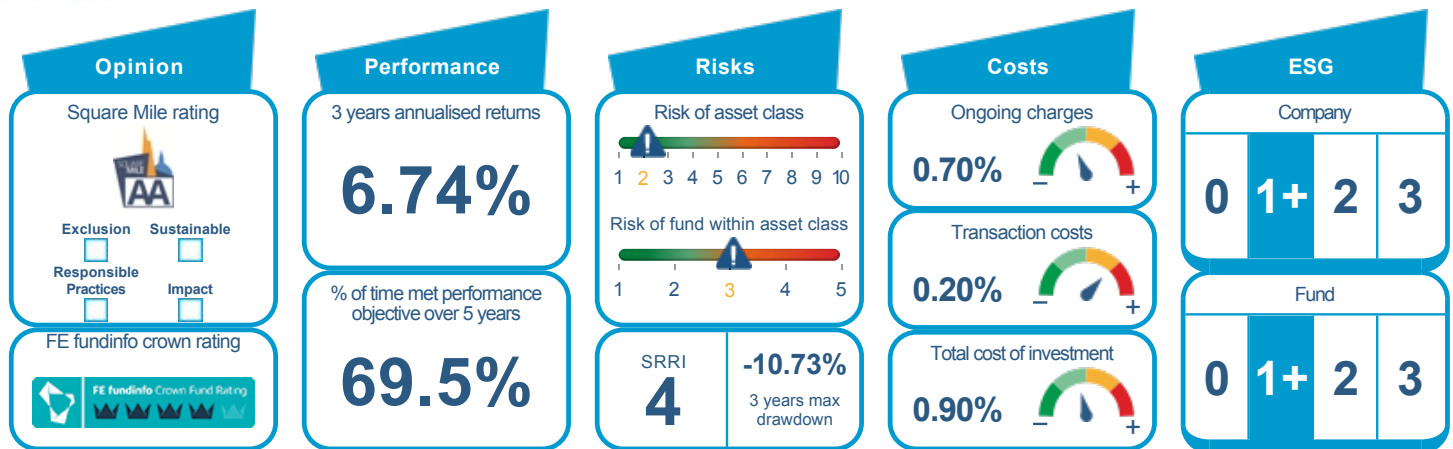 Opinion
Square Mile rating
SQUARE
MILE
AA
Exclusion
Sustainable
Responsible
Practices
Impact
FE fundinfo crown rating
FE fundinfo Crown Fund Rating
Performance
3 years annualised returns
6.74%
% of time met performance
objective over 5 years
69.5%
Risks
Risk of asset class
!
1 2 3 4 5 6 7 8 9 10
Risk of fund within asset class
!
1 2 3 4 5
SRRI
4
-10.73%
3 years max
drawdown
Costs
Ongoing charges
0.70%
– +
Transaction costs
0.20%
– +
Total cost of investment
0.90%
– +
ESG
Company
0 1+ 2 3
Fund
0 1+ 2 3